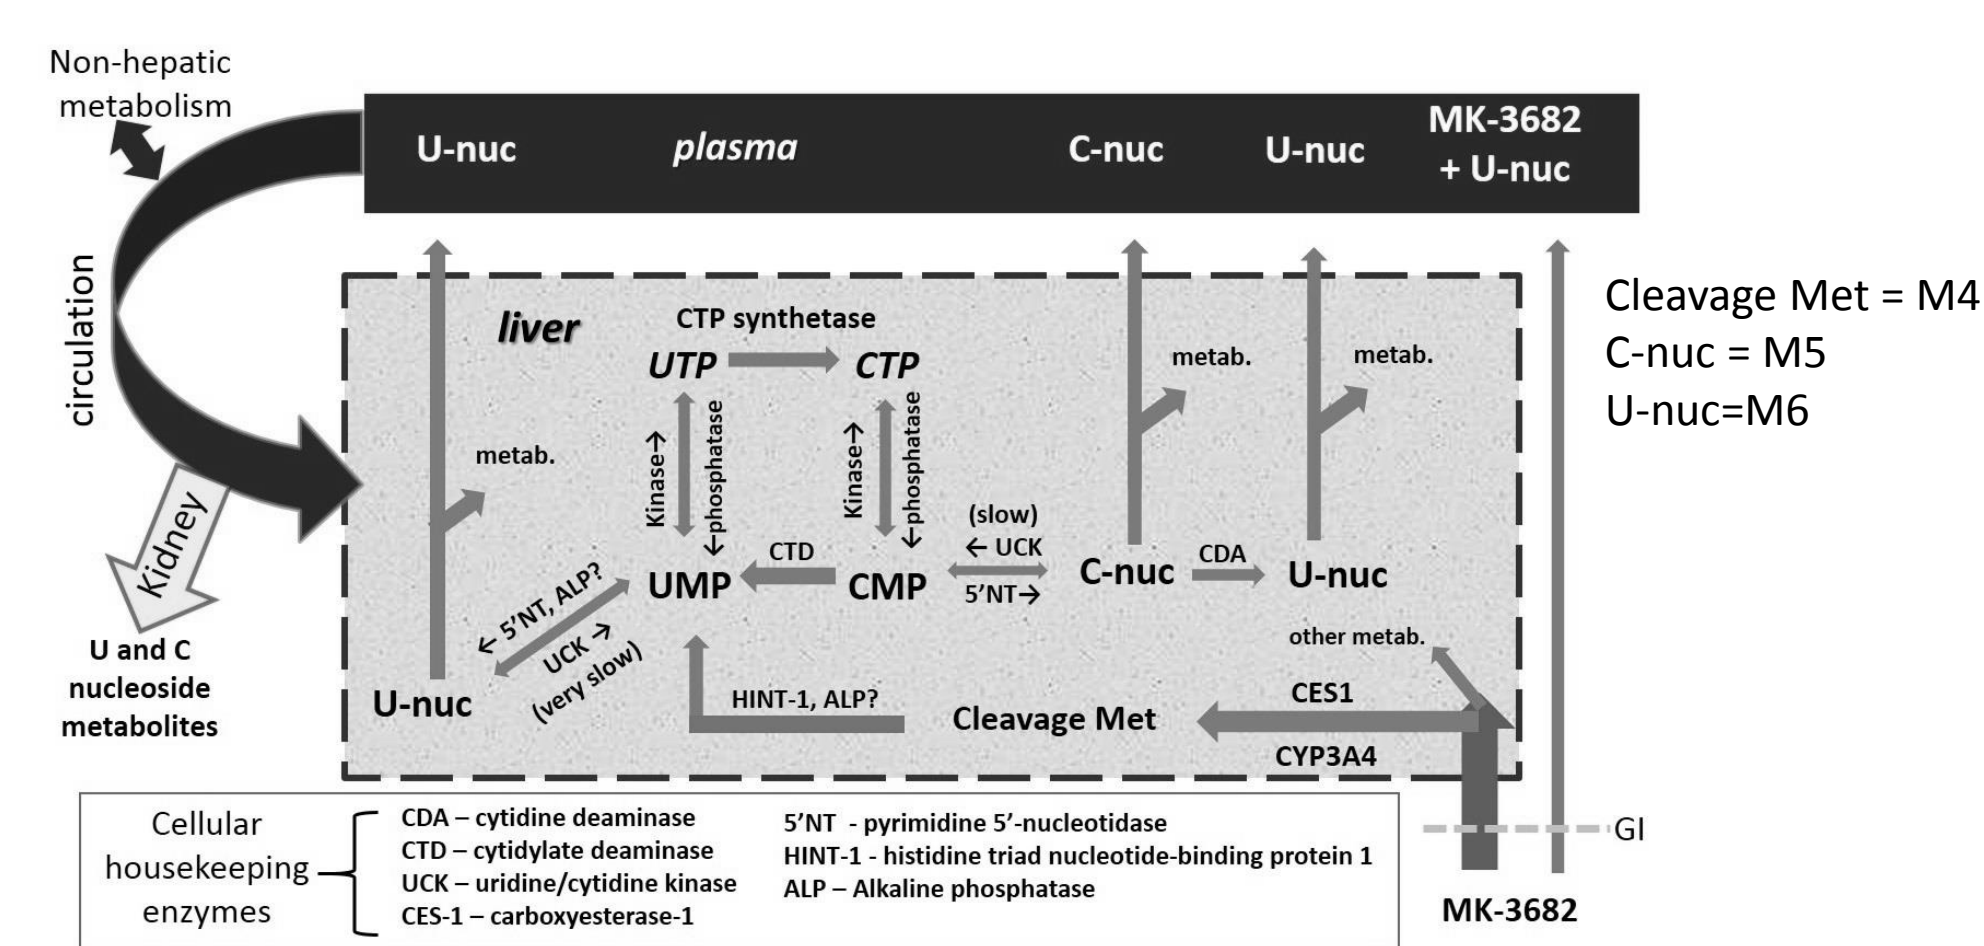 Non-hepatic
metabolism
U-nuc
plasma
C-nuc
U-nuc
MK-3682
+ U-nuc
circulation
Kidney
U and C
nucleoside
metabolites
liver
CTP synthetase
UTP
CTP
Kinase→
←phosphatase
Kinase→
←phosphatase
metab.
metab.
metab.
UMP
CTD
CMP
(slow)
← UCK
5’NT→
C-nuc
CDA
U-nuc
← 5’NT, ALP?
UCK →
(very slow)
U-nuc
HINT-1, ALP?
Cleavage Met
CES1
CYP3A4
other metab.
GI
MK-3682
Cleavage Met = M4
C-nuc = M5
U-nuc=M6
Cellular
housekeeping
enzymes
CDA – cytidine deaminase
CTD – cytidylate deaminase
UCK – uridine/cytidine kinase
CES-1 – carboxyesterase-1
5’NT - pyrimidine 5’-nucleotidase
HINT-1 - histidine triad nucleotide-binding protein 1
ALP – Alkaline phosphatase